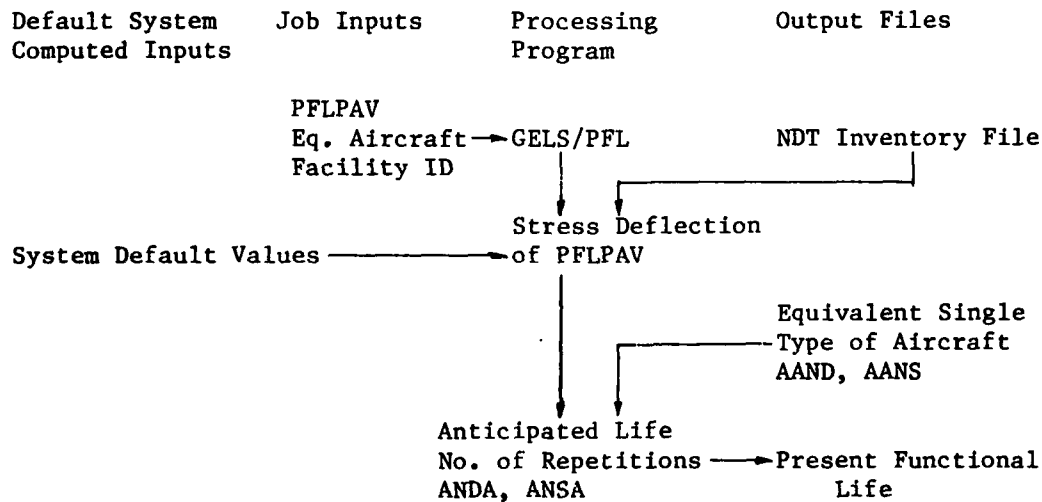 Default System    Job Inputs    Processing    Output Files
Computed Inputs    Program
PFLPAV
Eq. Aircraft    GELS/PFL    NDT Inventory File
Facility ID
Stress Deflection
System Default Values    of PFLPAV
Equivalent Single
Type of Aircraft
AAND, AANS
Anticipated Life
No. of Repetitions    Present Functional
ANDA, ANSA    Life